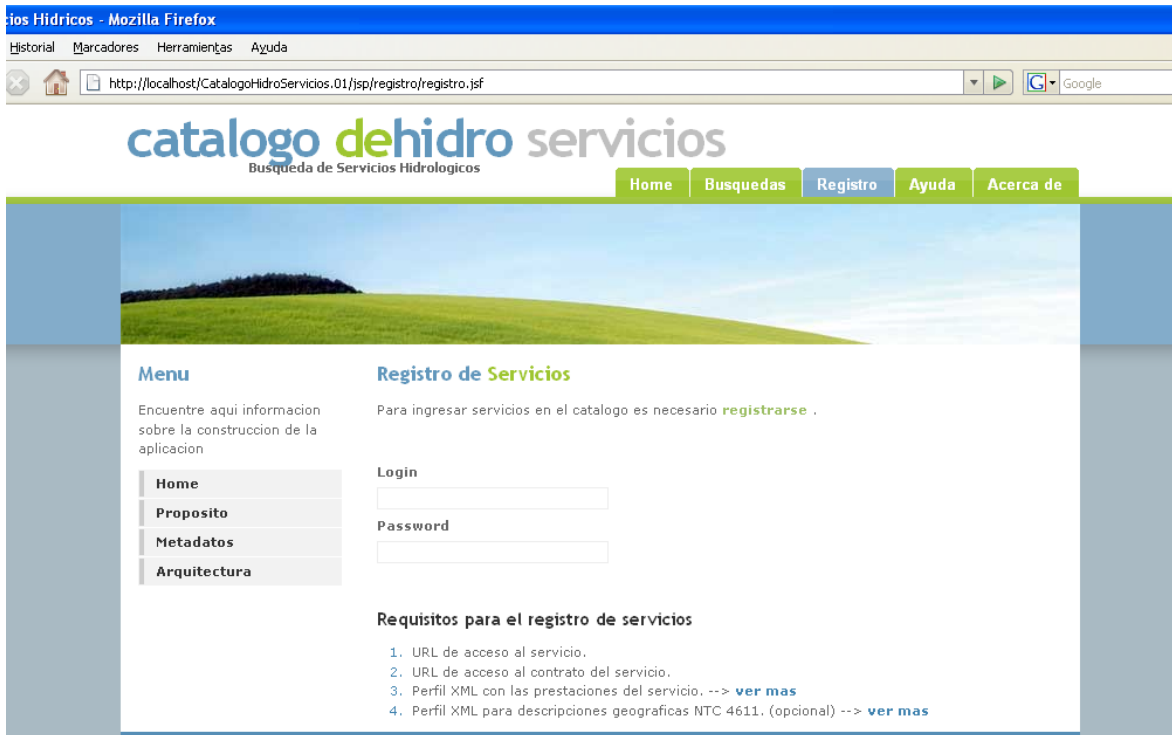 cios Hidricos - Mozilla Firefox
Historial Marcadores Herramientas Ayuda
http://localhost/CatalogoHidroServicios.01/jsp/registro/registro.jsf
G Google
catalogo dehidro servicios
Busqueda de Servicios Hidrologicos
Home Busquedas Registro Ayuda Acerca de
Menu
Encuentre aqui informacion
sobre la construccion de la
aplicacion
Home
Proposito
Metadatos
Arquitectura
Registro de Servicios
Para ingresar servicios en el catalogo es necesario registrarse .
Login
Password
Requisitos para el registro de servicios
1. URL de acceso al servicio.
2. URL de acceso al contrato del servicio.
3. Perfil XML con las prestaciones del servicio. --> ver mas
4. Perfil XML para descripciones geograficas NTC 4611. (opcional) --> ver mas